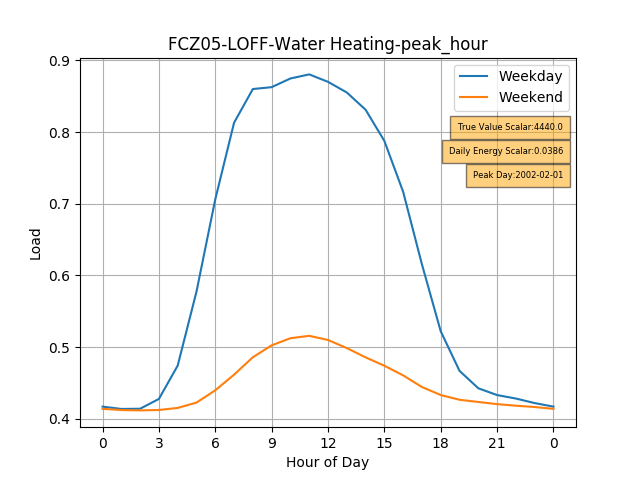 FCZ05-LOFF-Water Heating-peak_hour
0.9
0.8
0.7
0.6
0.5
0.4
Load
Weekday
Weekend
True Value Scalar:4440.0
Daily Energy Scalar:0.0386
Peak Day:2002-02-01
0 3 6 9 12 15 18 21 0
Hour of Day